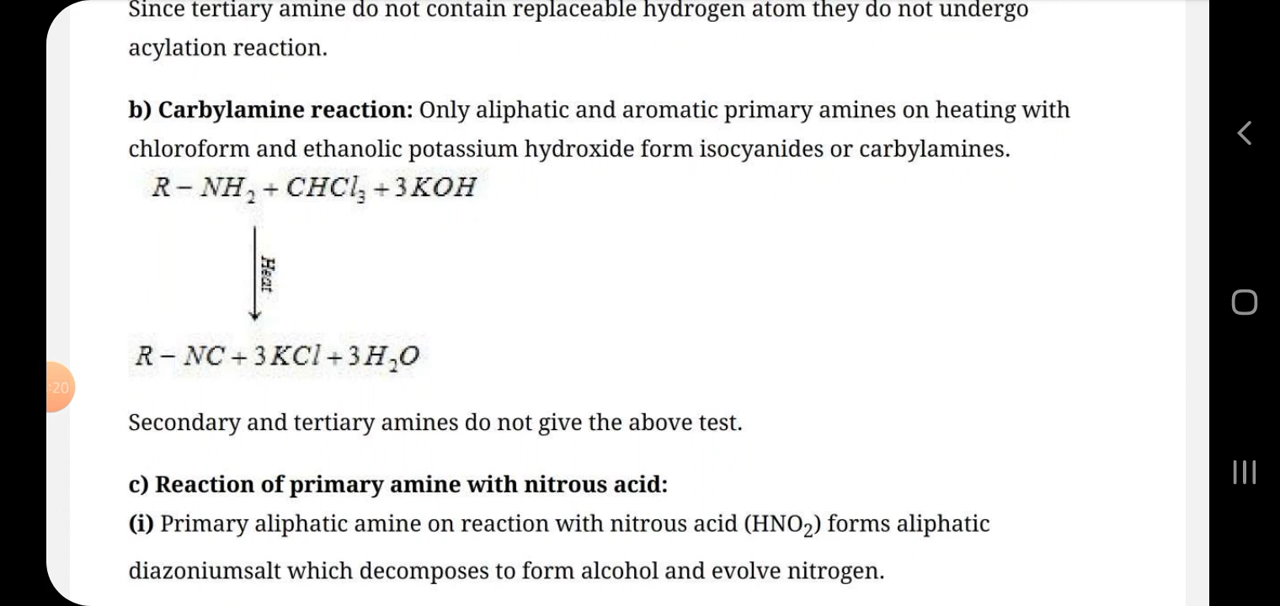 Since tertiary amine do not contain replaceable hydrogen atom they do not undergo
acylation reaction.
b) Carbylamine reaction: Only aliphatic and aromatic primary amines on heating with
chloroform and ethanolic potassium hydroxide form isocyanides or carbylamines.
R – NH₂ + CHCl₃ + 3KOH
Heat
R – NC + 3KCl + 3H₂O
:20
Secondary and tertiary amines do not give the above test.
c) Reaction of primary amine with nitrous acid:
(i) Primary aliphatic amine on reaction with nitrous acid (HNO₂) forms aliphatic
diazoniumsalt which decomposes to form alcohol and evolve nitrogen.